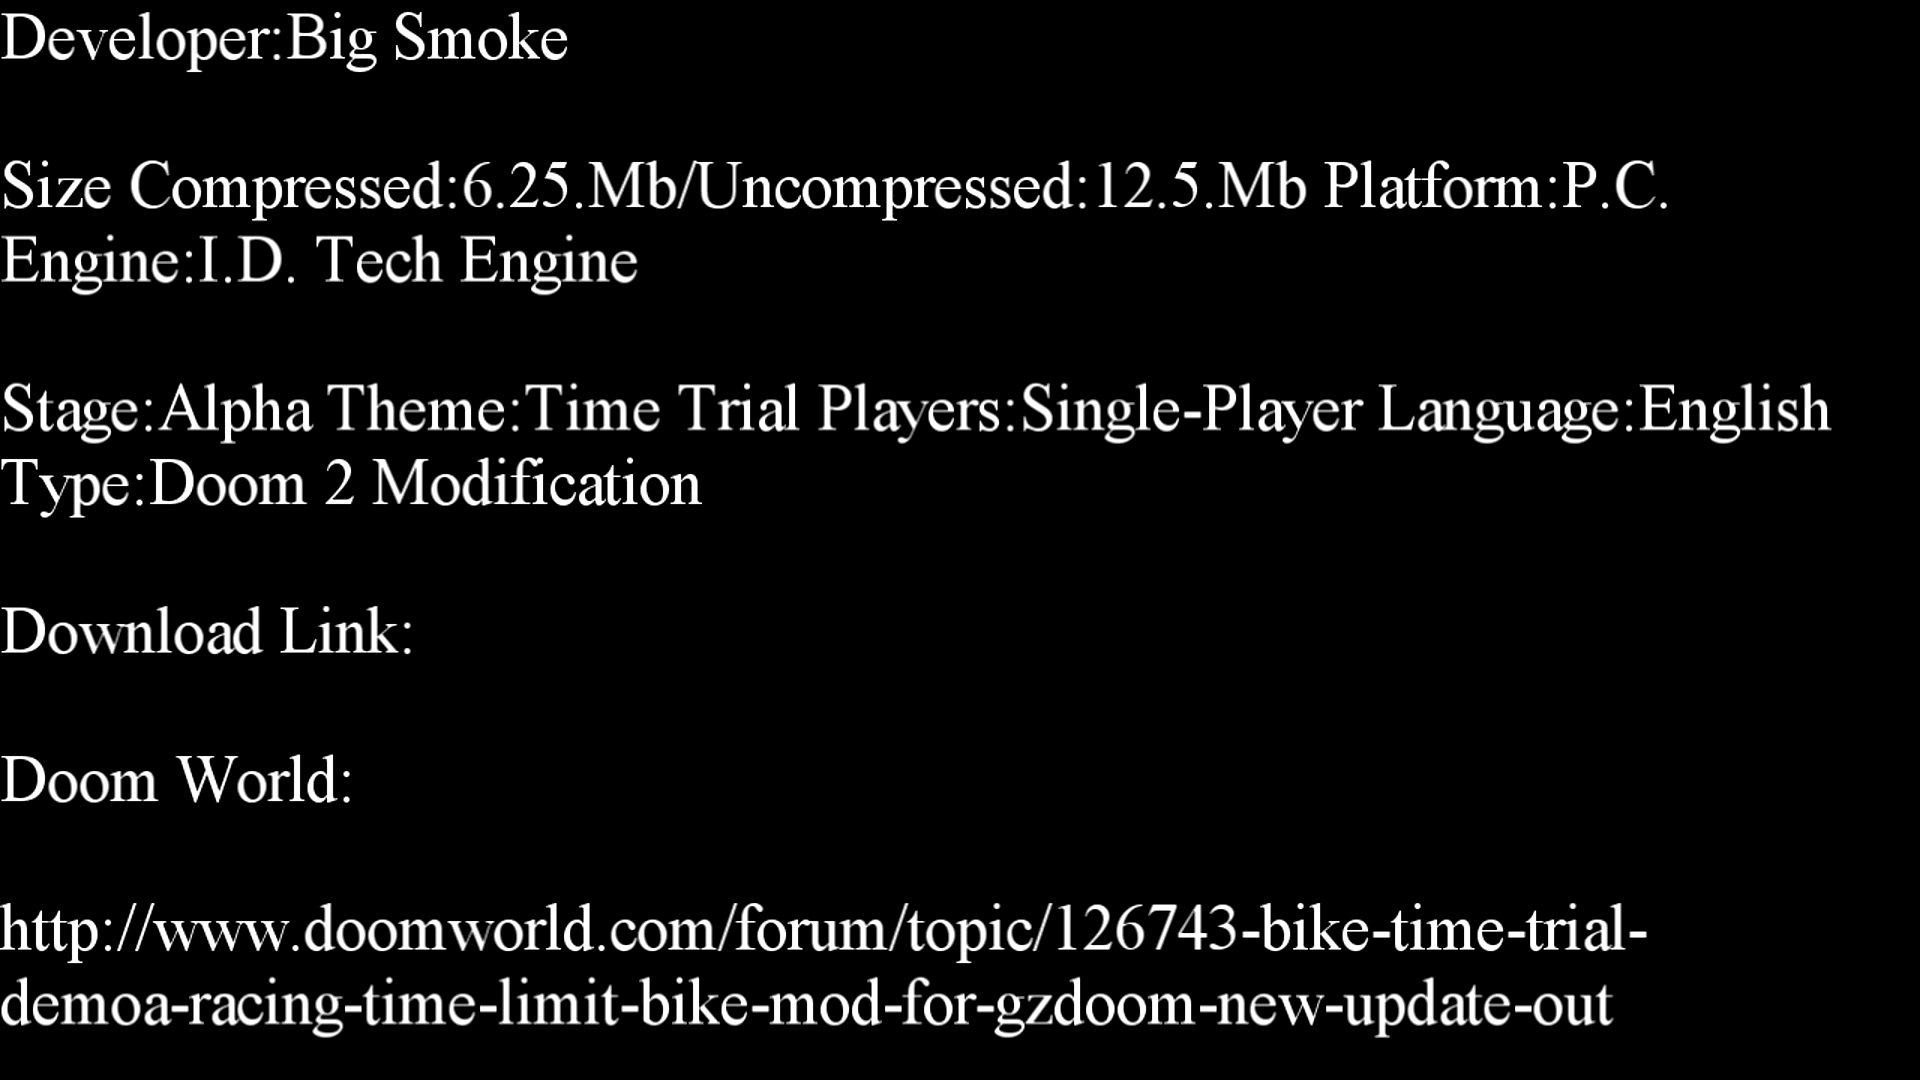 Developer:Big Smoke
Size Compressed:6.25.Mb/Uncompressed:12.5.Mb Platform:P.C.
Engine:I.D. Tech Engine
Stage:Alpha Theme:Time Trial Players:Single-Player Language:English
Type:Doom 2 Modification
Download Link:
Doom World:
http://www.doomworld.com/forum/topic/126743-bike-time-trial-
demoa-racing-time-limit-bike-mod-for-gzdoom-new-update-out